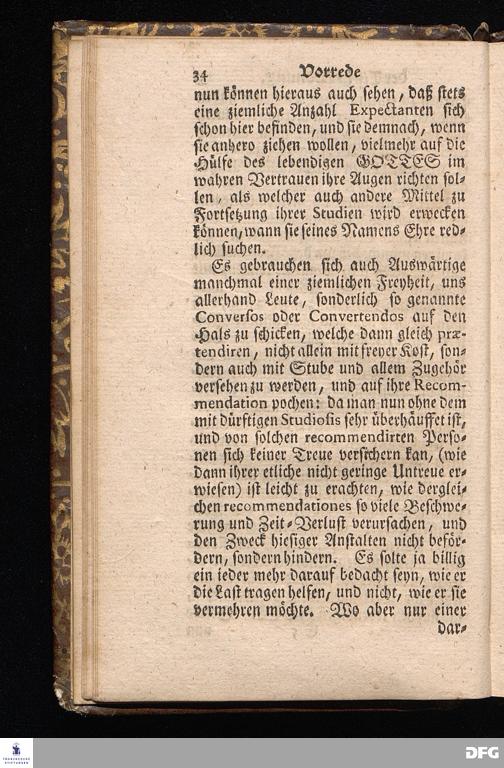 34 Vorrede
nun können hieraus auch sehen, daß stets
eine ziemliche Anzahl Expectanten sich
schon hier befinden, und sie demnach, wenn
sie anhero ziehen wollen, vielmehr auf die
Hülfe des lebendigen GOTTES im
wahren Vertrauen ihre Augen richten sol-
len, als welcher auch andere Mittel zu
Fortsetzung ihrer Studien wird erwecken
können, wann sie seines Namens Ehre red-
lich suchen.
Es gebrauchen sich auch Auswärtige
manchmal einer ziemlichen Freyheit, uns
allerhand Leute, sonderlich so genannte
Conversos oder Convertendos auf den
Hals zu schicken, welche dann gleich præ-
tendiren, nicht allein mit freyer Kost, son-
dern auch mit Stube und allem Zugehör
versehen zu werden, und auf ihre Recom-
mendation pochen: da man nun ohne dem
mit dürftigen Studiosis sehr überhäuffet ist,
und von solchen recommendirten Perso-
nen sich keiner Treue versichern kan, (wie
dann ihrer etliche nicht geringe Untreue er-
wiesen) ist leicht zu erachten, wie derglei-
chen recommendationes so viele Beschwe-
rung und Zeit-Verlust verursachen, und
den Zweck hiesiger Anstalten nicht beför-
dern, sondern hindern. Es solte ja billig
ein ieder mehr darauf bedacht seyn, wie er
die Last tragen helfen, und nicht, wie er sie
vermehren möchte. Wo aber nur einer
dar-
FRANCKESCHE
STIFTUNGEN
DFG